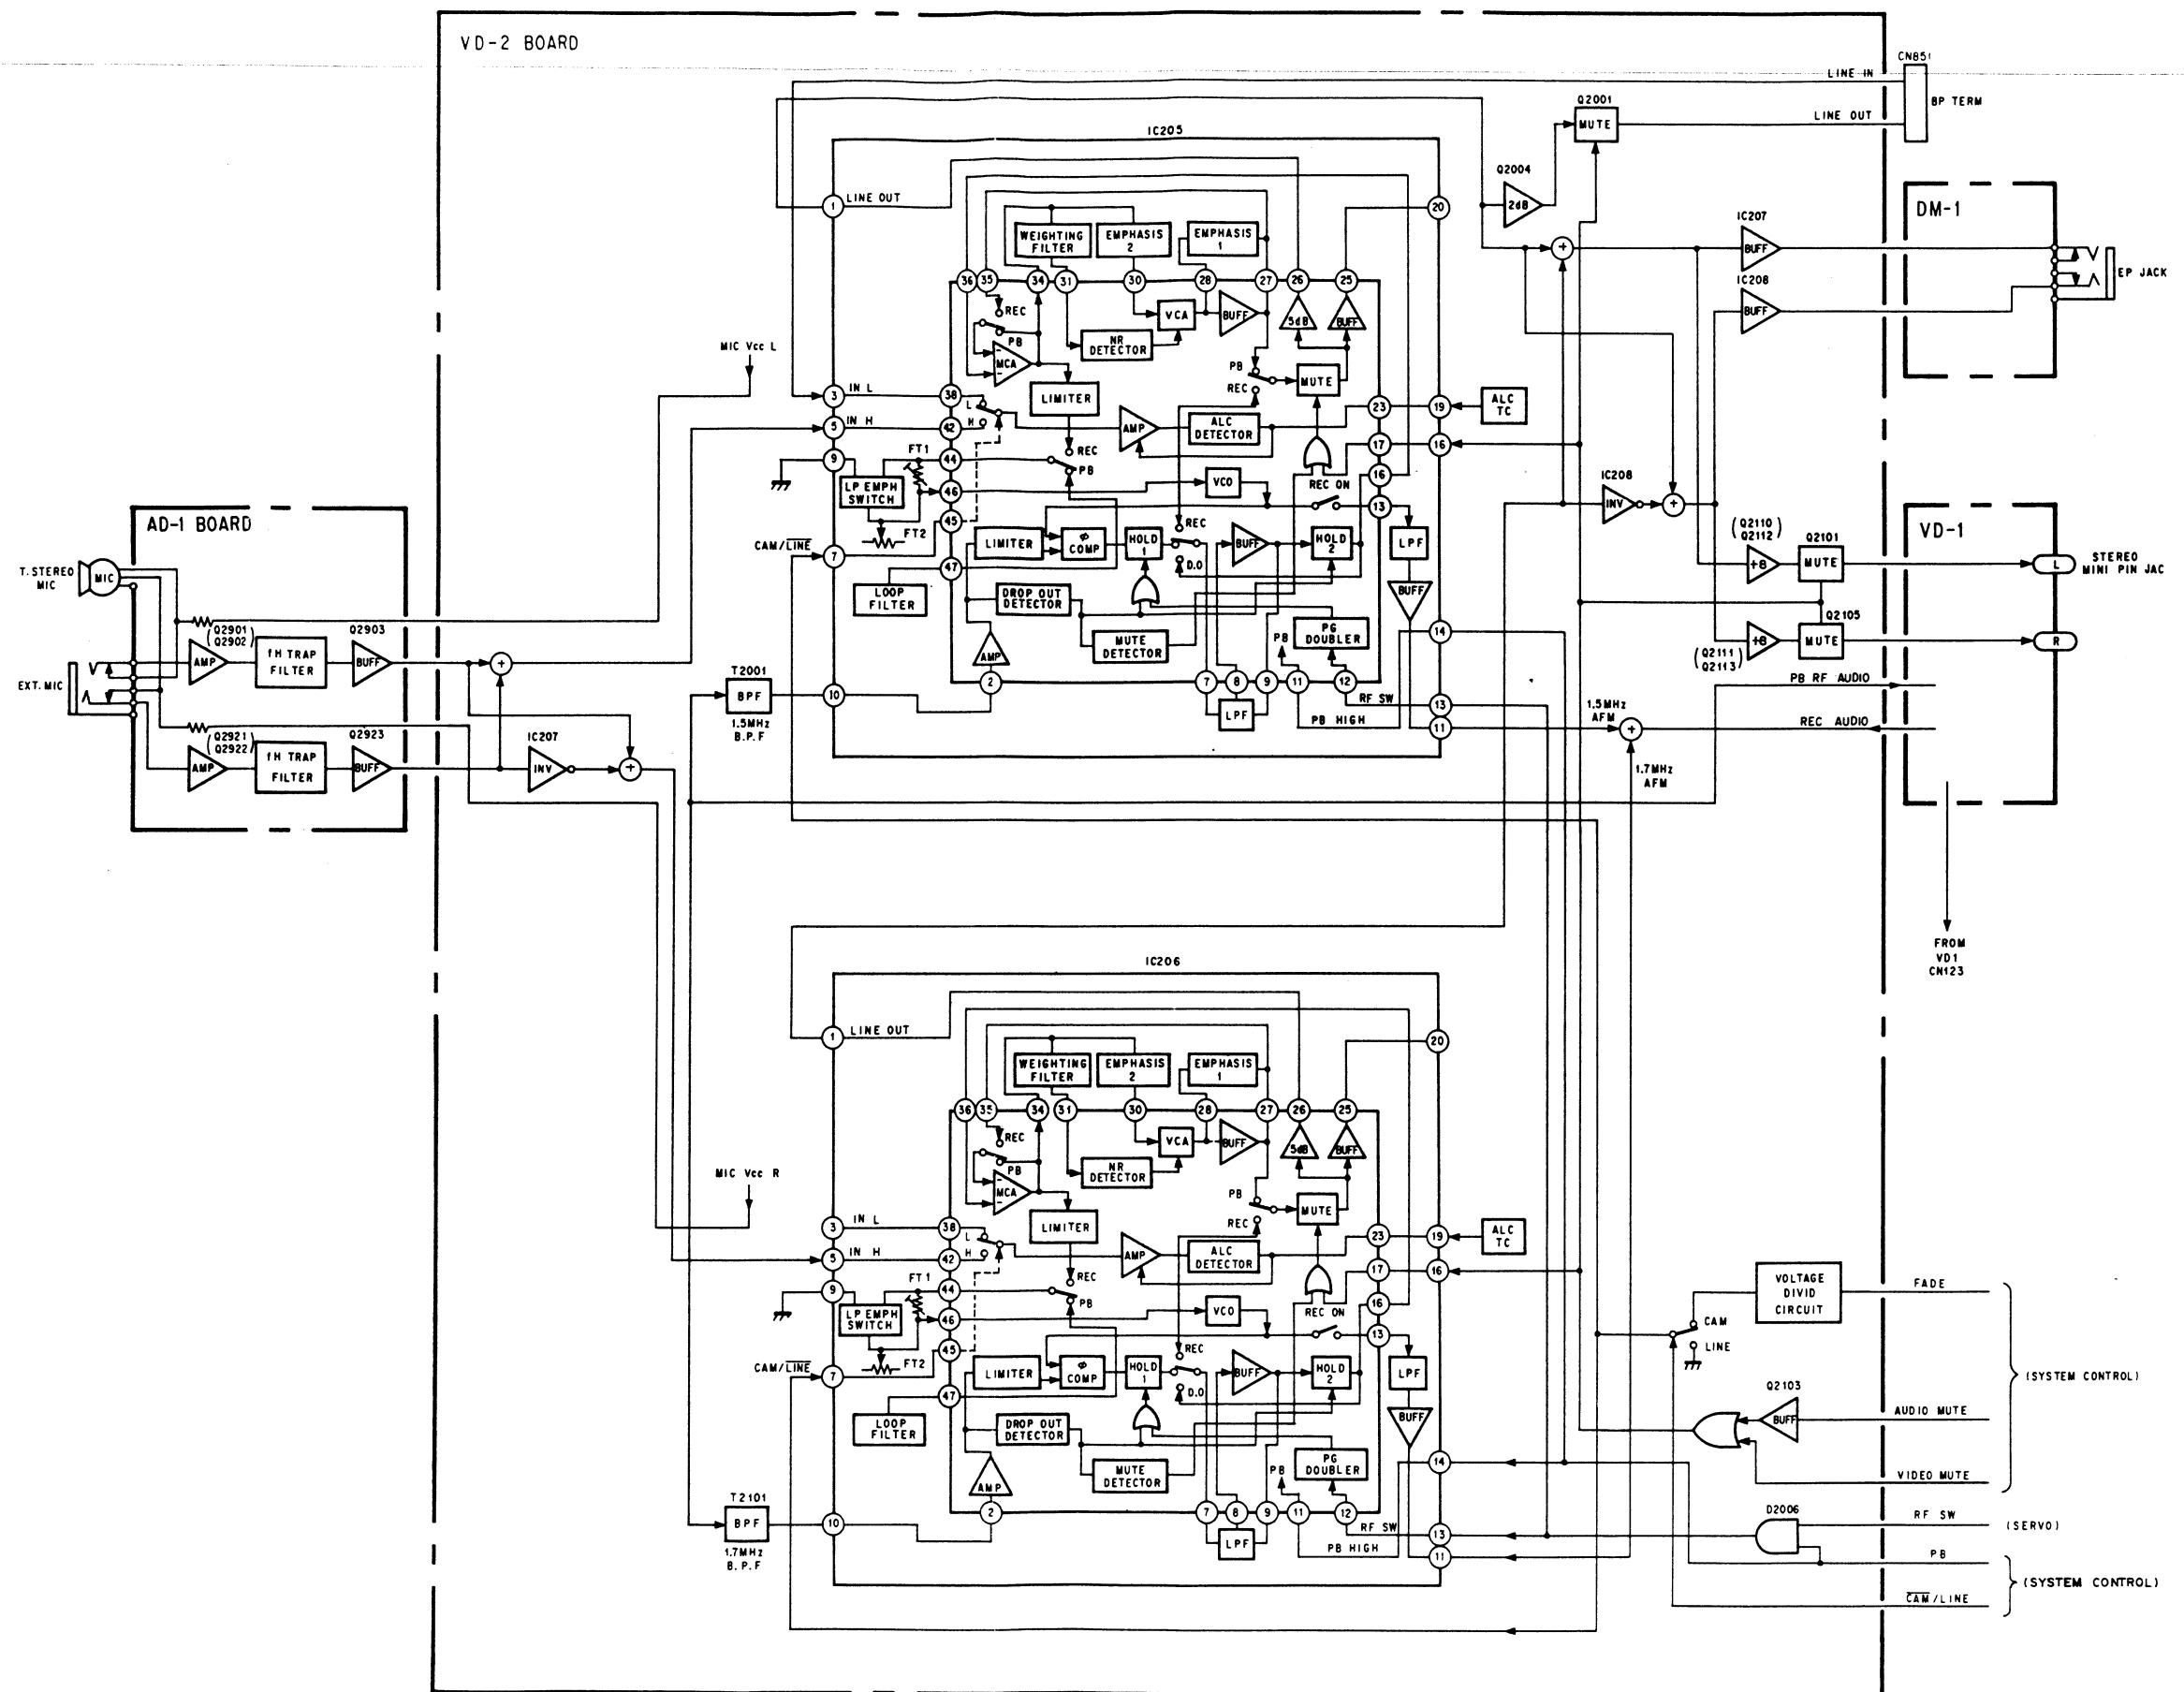 VD-2 BOARD
CN851
LINE IN
BP TERM
Q2001
MUTE
LINE OUT
IC205
Q2004
2dB
1
LINE OUT
20
DM-1
IC207
BUFF
IC208
BUFF
EP JACK
WEIGHTING
FILTER
EMPHASIS
2
EMPHASIS
1
+
36
35
34
31
30
28
27
26
25
REC
PB
MCA
VCA
BUFF
5dB
BUFF
NR
DETECTOR
MIC Vcc L
LIMITER
PB
REC
MUTE
3
IN L
38
L
5
IN H
42
H
AMP
ALC
DETECTOR
23
19
ALC
TC
17
16
9
FT1
44
REC
PB
LP EMPH
SWITCH
46
VCO
REC ON
16
13
IC208
INV
+
45
FT2
CAM/LINE
7
LIMITER
Ø
COMP
HOLD
1
REC
D.O
BUFF
HOLD
2
LPF
47
LOOP
FILTER
DROP OUT
DETECTOR
BUFF
MUTE
DETECTOR
PB
PG
DOUBLER
14
AMP
2
7
8
9
11
12
RF SW
13
LPF
PB HIGH
11
T2001
BPF
1.5MHz
B.P.F
10
(Q2110)
(Q2112)
+8
Q2101
MUTE
VD-1
L
STEREO
MINI PIN JAC
Q2105
+8
MUTE
(Q2111)
(Q2113)
R
PB RF AUDIO
1.5MHz
AFM
+
REC AUDIO
1.7MHz
AFM
AD-1 BOARD
T.STEREO
MIC
MIC
(Q2901)
(Q2902)
AMP
fH TRAP
FILTER
Q2903
BUFF
+
EXT.MIC
(Q2921)
(Q2922)
AMP
fH TRAP
FILTER
Q2923
BUFF
IC207
INV
+
FROM
VD1
CN123
IC206
1
LINE OUT
20
WEIGHTING
FILTER
EMPHASIS
2
EMPHASIS
1
36
35
34
31
30
28
27
26
25
REC
PB
MCA
VCA
BUFF
5dB
BUFF
NR
DETECTOR
MIC Vcc R
LIMITER
PB
REC
MUTE
3
IN L
38
L
5
IN H
42
H
AMP
ALC
DETECTOR
23
19
ALC
TC
17
16
9
FT1
44
REC
PB
LP EMPH
SWITCH
46
VCO
REC ON
16
13
45
FT2
CAM/LINE
7
LIMITER
Ø
COMP
HOLD
1
REC
D.O
BUFF
HOLD
2
LPF
47
LOOP
FILTER
DROP OUT
DETECTOR
BUFF
MUTE
DETECTOR
PB
PG
DOUBLER
14
AMP
2
7
8
9
11
12
RF SW
13
LPF
PB HIGH
11
T2101
BPF
1.7MHz
B.P.F
10
VOLTAGE
DIVID
CIRCUIT
FADE
CAM
LINE
(SYSTEM CONTROL)
Q2103
BUFF
AUDIO MUTE
VIDEO MUTE
D2006
RF SW
(SERVO)
PB
(SYSTEM CONTROL)
CAM/LINE